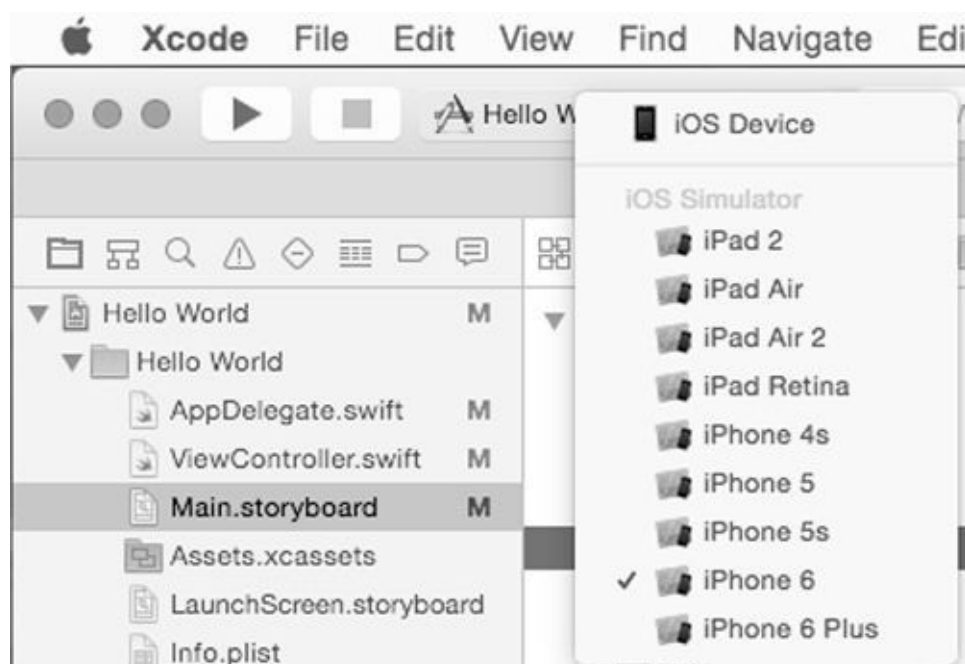 Xcode File Edit View Find Navigate Edi
Hello W
iOS Device
iOS Simulator
iPad 2
iPad Air
iPad Air 2
iPad Retina
iPhone 4s
iPhone 5
iPhone 5s
iPhone 6
iPhone 6 Plus
Hello World M
Hello World
AppDelegate.swift M
ViewController.swift M
Main.storyboard M
Assets.xcassets
LaunchScreen.storyboard
Info.plist